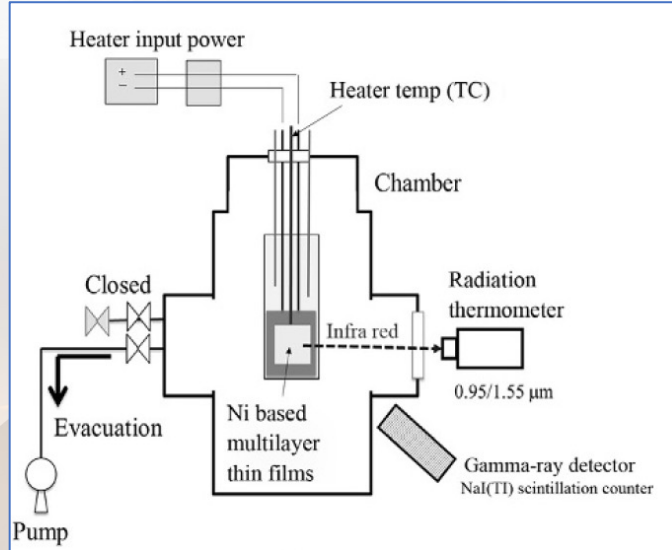 Heater input power
+
−
Heater temp (TC)
Chamber
Closed
Radiation
thermometer
Infra red
0.95/1.55 μm
Evacuation
Ni based
multilayer
thin films
Gamma-ray detector
NaI(TI) scintillation counter
Pump